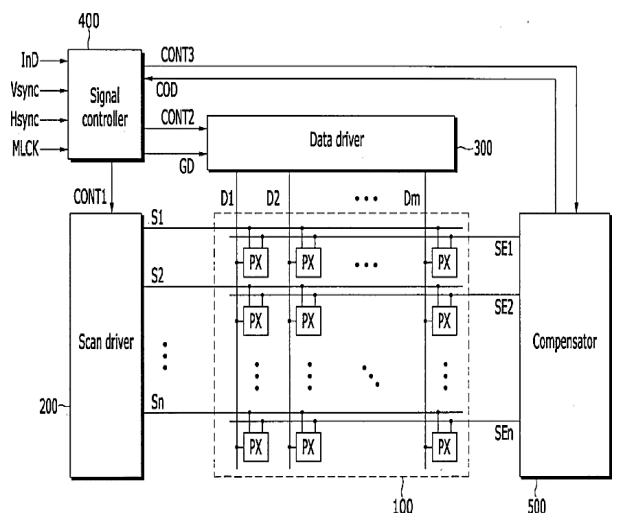 400
InD
Vsync
Hsync
MLCK
Signal
controller
CONT3
COD
CONT2
GD
Data driver
300
CONT1
D1
D2
Dm
S1
SE1
PX
PX
PX
S2
SE2
PX
PX
PX
Scan driver
Compensator
200
Sn
SEn
PX
PX
PX
100
500